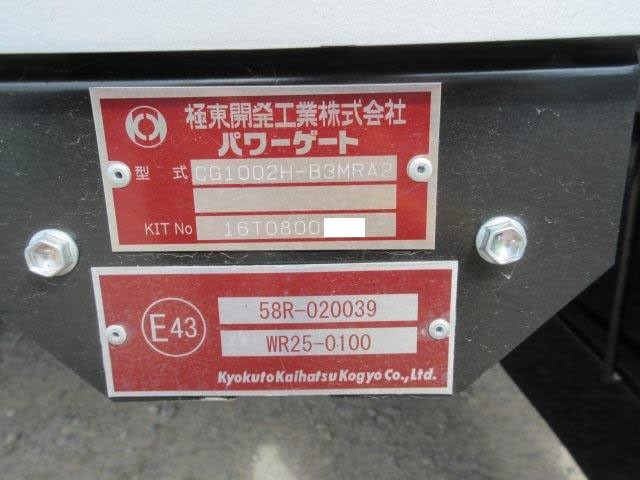 極東開発工業株式会社
パワーゲート
型式 CG1002H-B3MRA2
KIT No 16T0800
E43
58R-020039
WR25-0100
Kyokuto Kaihatsu Kogyo Co., Ltd.